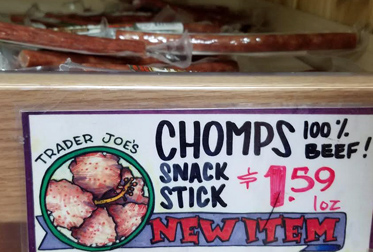 TRADER JOE'S
CHOMPS 100%
BEEF!
SNACK
STICK
$1.59
1oz
NEW ITEM